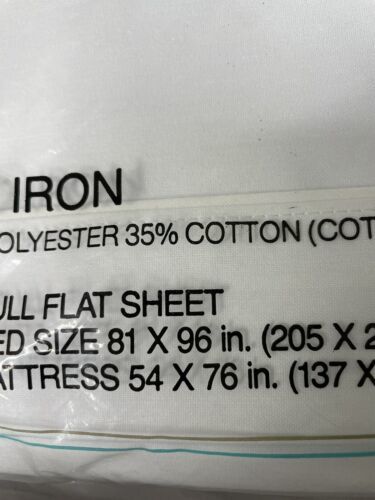 IRON
OLYESTER 35% COTTON (COT
ULL FLAT SHEET
ED SIZE 81 X 96 in. (205 X 2
ATTRESS 54 X 76 in. (137 X